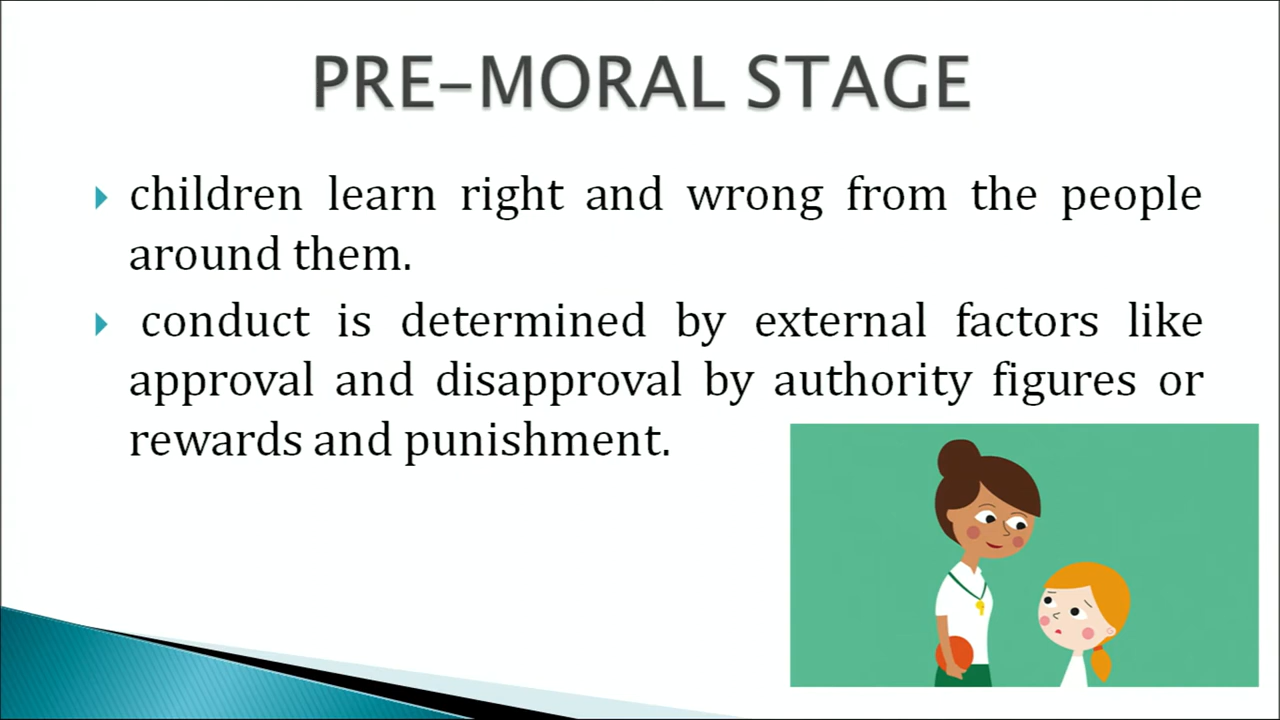 PRE-MORAL STAGE
children learn right and wrong from the people
around them.
conduct is determined by external factors like
approval and disapproval by authority figures or
rewards and punishment.